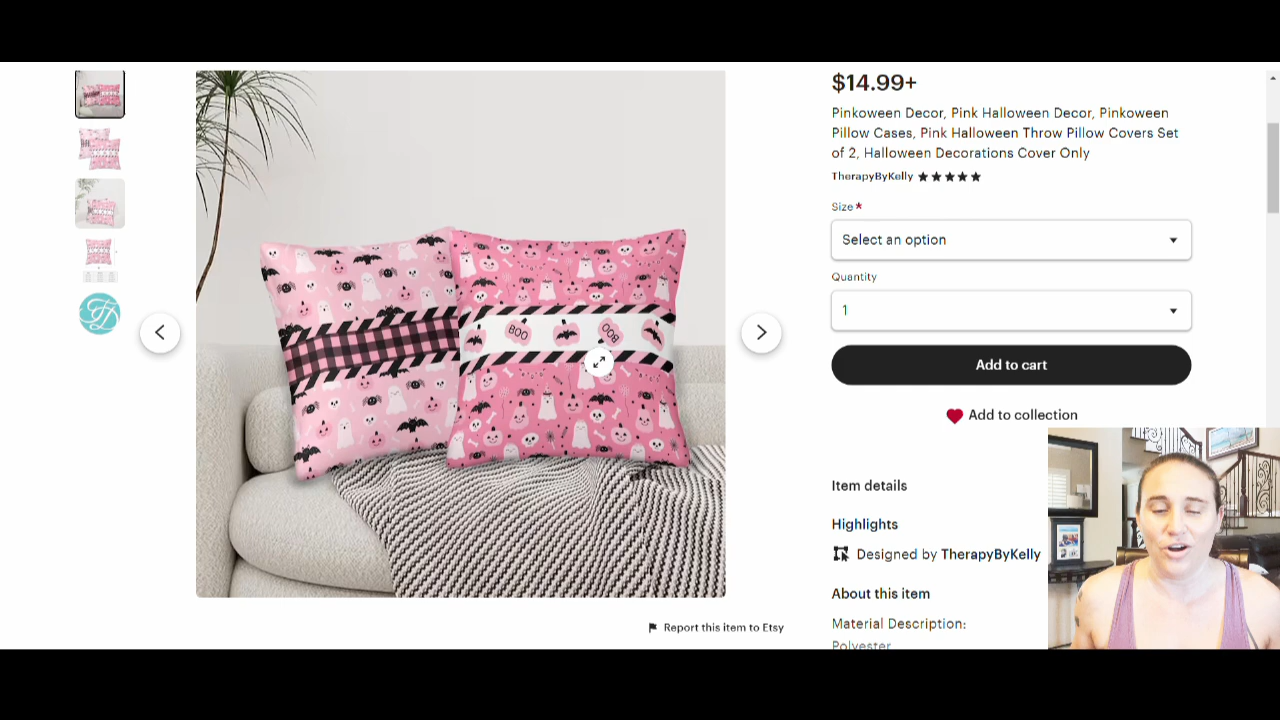 $14.99+
Pinkoween Decor, Pink Halloween Decor, Pinkoween
Pillow Cases, Pink Halloween Throw Pillow Covers Set
of 2, Halloween Decorations Cover Only
TherapyByKelly
Size*
Select an option
Quantity
1
Add to cart
Add to collection
BOO
BOO
Item details
Highlights
Designed by TherapyByKelly
About this item
Material Description:
Polyester
Report this item to Etsy